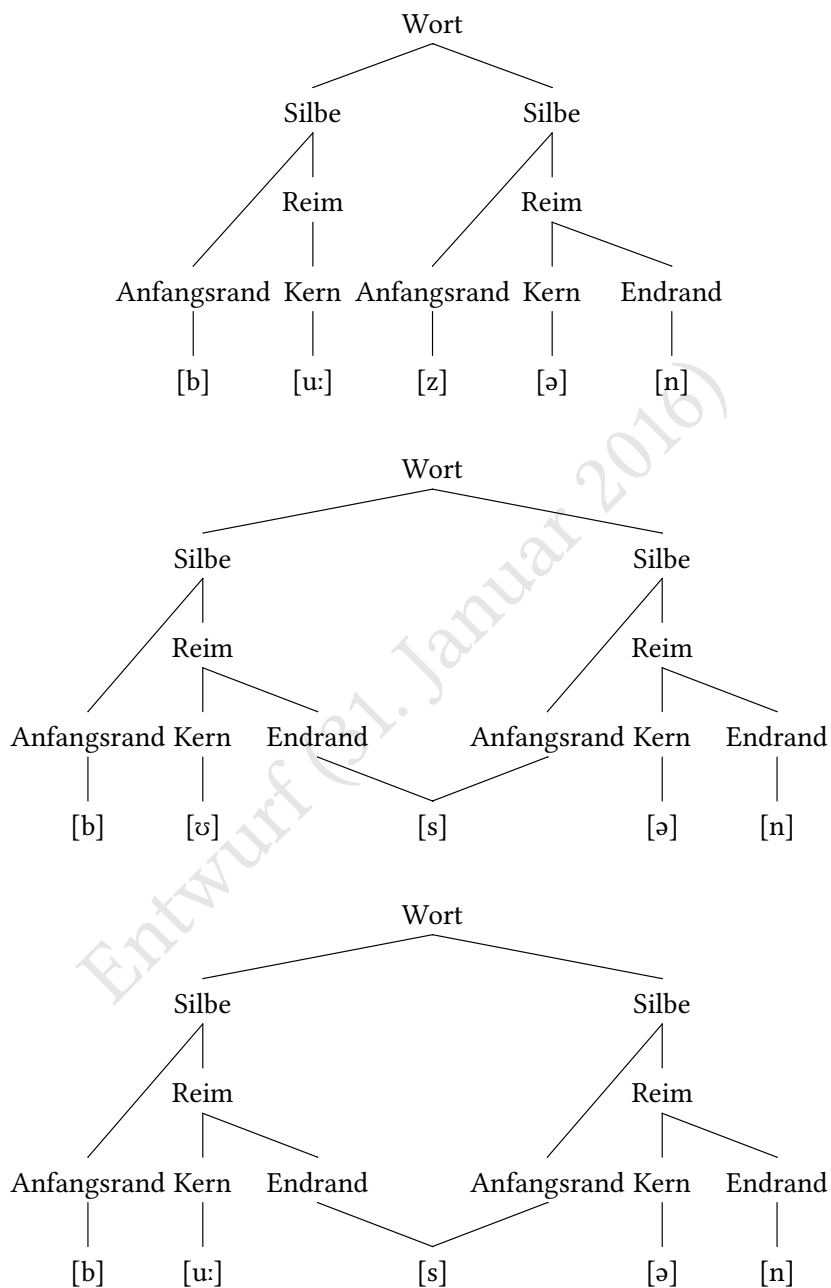 Wort
Silbe Silbe
Reim Reim
Anfangsrand Kern Anfangsrand Kern Endrand
[b] [uː] [z] [ə] [n]
Wort
Silbe Silbe
Reim Reim
Anfangsrand Kern Endrand Anfangsrand Kern Endrand
[b] [ʊ] [s] [ə] [n]
Wort
Silbe Silbe
Reim Reim
Anfangsrand Kern Endrand Anfangsrand Kern Endrand
[b] [uː] [s] [ə] [n]
Entwurf (31. Januar 2016)